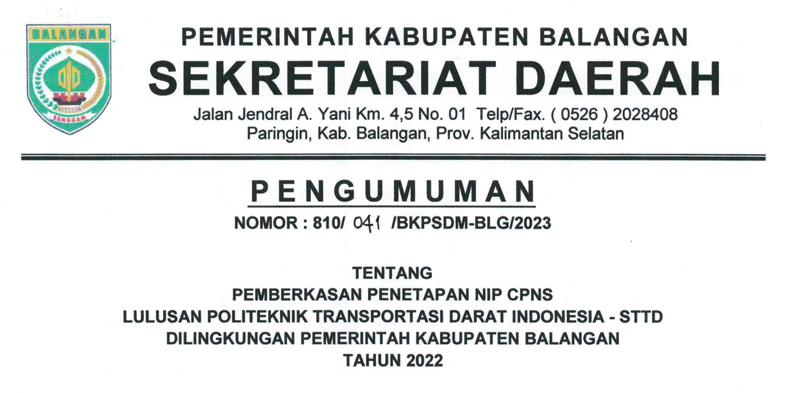 BALANGAN
SANGGAM
PEMERINTAH KABUPATEN BALANGAN
SEKRETARIAT DAERAH
Jalan Jendral A. Yani Km. 4,5 No. 01 Telp/Fax. ( 0526 ) 2028408
Paringin, Kab. Balangan, Prov. Kalimantan Selatan
PENGUMUMAN
NOMOR : 810/ 041 /BKPSDM-BLG/2023
TENTANG
PEMBERKASAN PENETAPAN NIP CPNS
LULUSAN POLITEKNIK TRANSPORTASI DARAT INDONESIA - STTD
DILINGKUNGAN PEMERINTAH KABUPATEN BALANGAN
TAHUN 2022